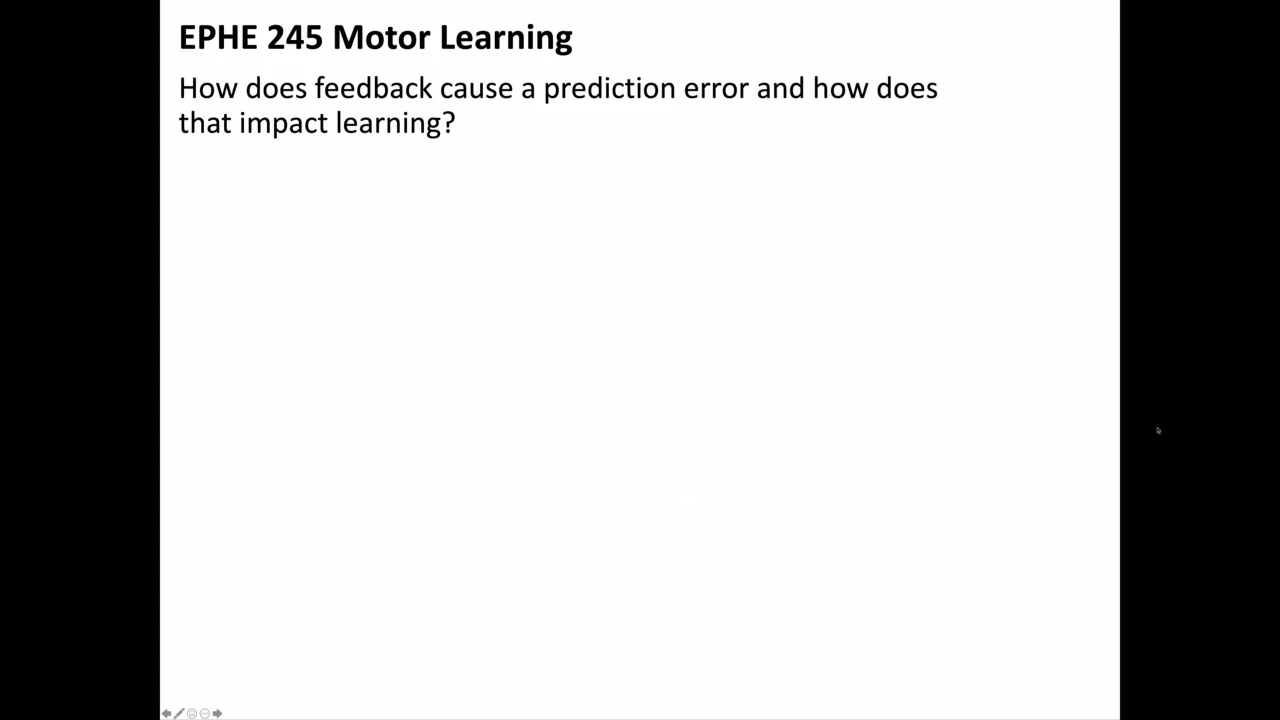 EPHE 245 Motor Learning
How does feedback cause a prediction error and how does
that impact learning?